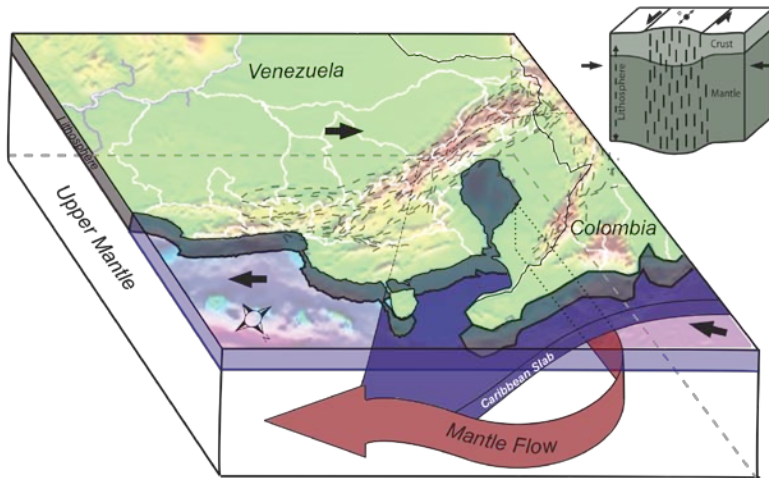 Venezuela
Crust
Lithosphere
Mantle
Lithosphere
Upper Mantle
Colombia
Caribbean Slab
Mantle Flow